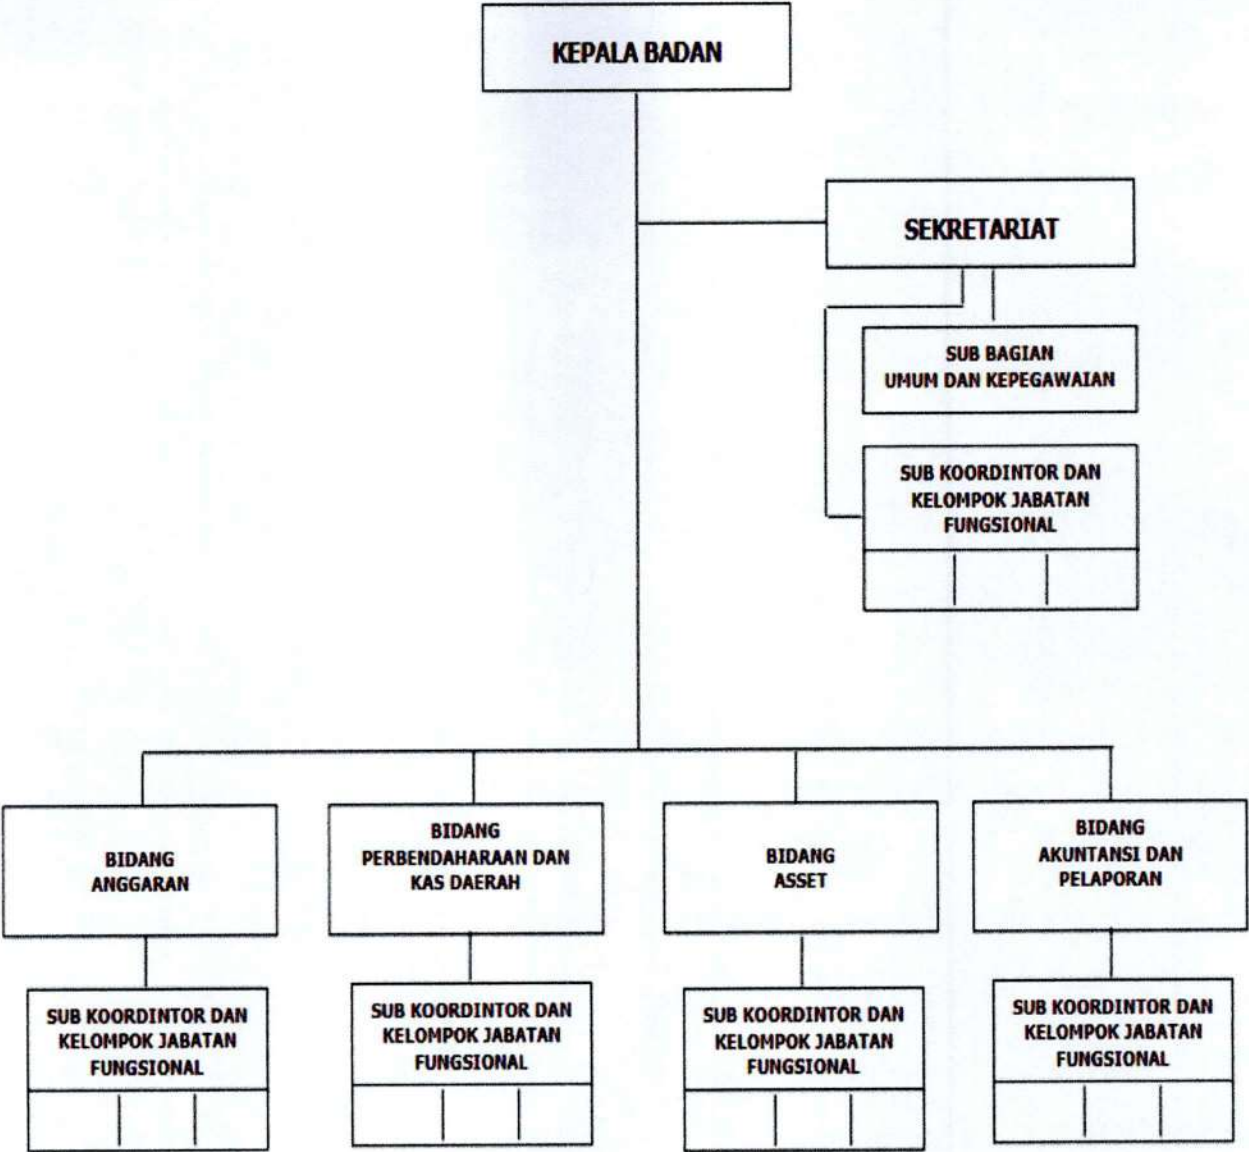 KEPALA BADAN
SEKRETARIAT
SUB BAGIAN
UMUM DAN KEPEGAWAIAN
SUB KOORDINTOR DAN
KELOMPOK JABATAN
FUNGSIONAL
BIDANG
ANGGARAN
BIDANG
PERBENDAHARAAN DAN
KAS DAERAH
BIDANG
ASSET
BIDANG
AKUNTANSI DAN
PELAPORAN
SUB KOORDINTOR DAN
KELOMPOK JABATAN
FUNGSIONAL
SUB KOORDINTOR DAN
KELOMPOK JABATAN
FUNGSIONAL
SUB KOORDINTOR DAN
KELOMPOK JABATAN
FUNGSIONAL
SUB KOORDINTOR DAN
KELOMPOK JABATAN
FUNGSIONAL